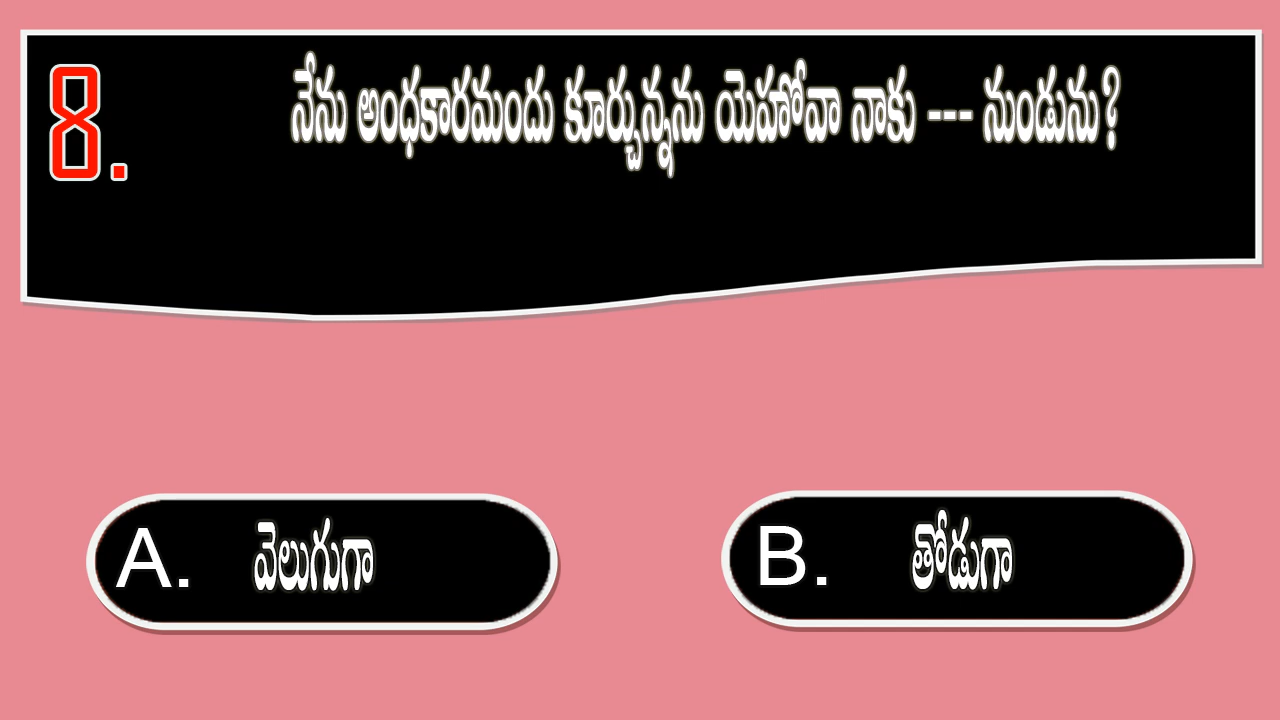 8. నేను అంధకారమందు కూర్చున్నను యెహోవా నాకు --- నుండును?
A. వెలుగుగా
B. తోడుగా